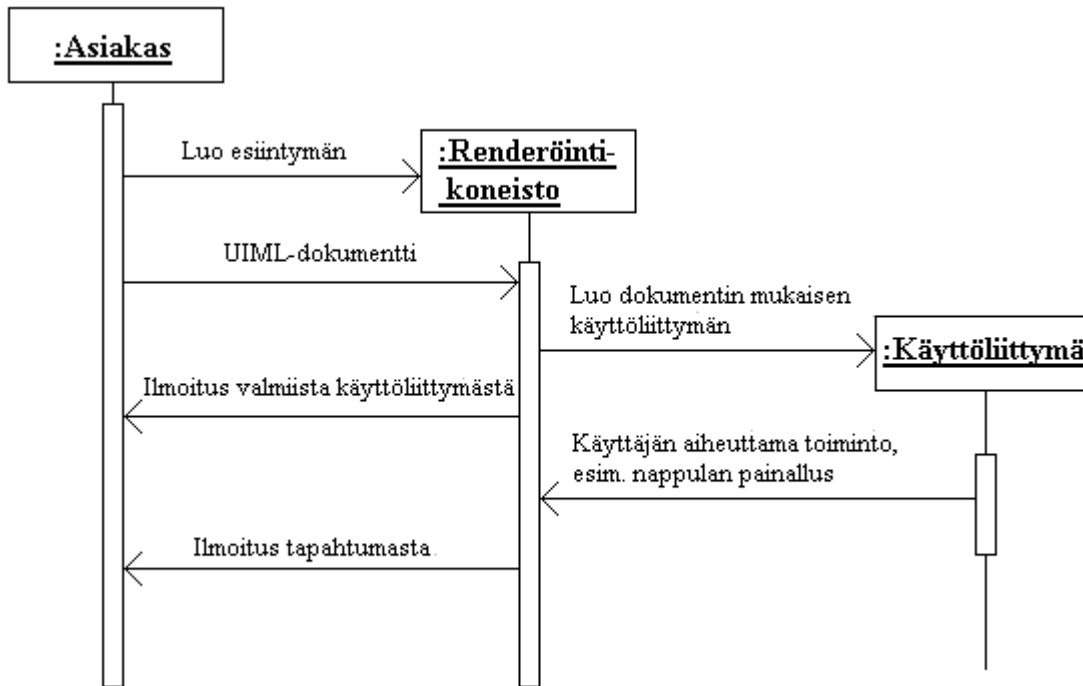 :Asiakas
Luo esiintymän
:Renderöinti-
koneisto
UIML-dokumentti
Luo dokumentin mukaisen
käyttöliittymän
:Käyttöliittymä
Ilmoitus valmiista käyttöliittymästä
Käyttäjän aiheuttama toiminto,
esim. nappulan painallus
Ilmoitus tapahtumasta